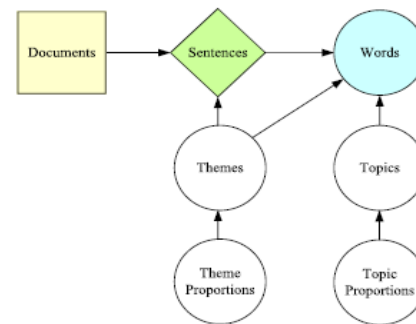 Documents
Sentences
Words
Themes
Topics
Theme
Proportions
Topic
Proportions